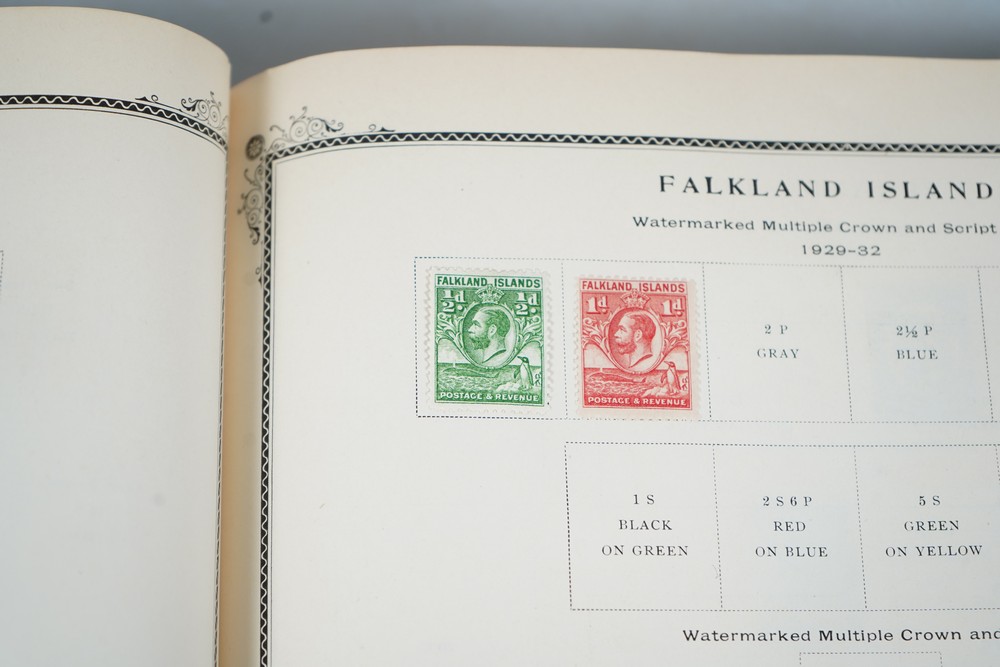 FALKLAND ISLAND
Watermarked Multiple Crown and Script
1929-32
FALKLAND ISLANDS
½d ½d.
POSTAGE & REVENUE
FALKLAND ISLANDS
1d 1d
POSTAGE & REVENUE
2 P
GRAY
2½ P
BLUE
1 S
BLACK
ON GREEN
2 S 6 P
RED
ON BLUE
5 S
GREEN
ON YELLOW
Watermarked Multiple Crown and